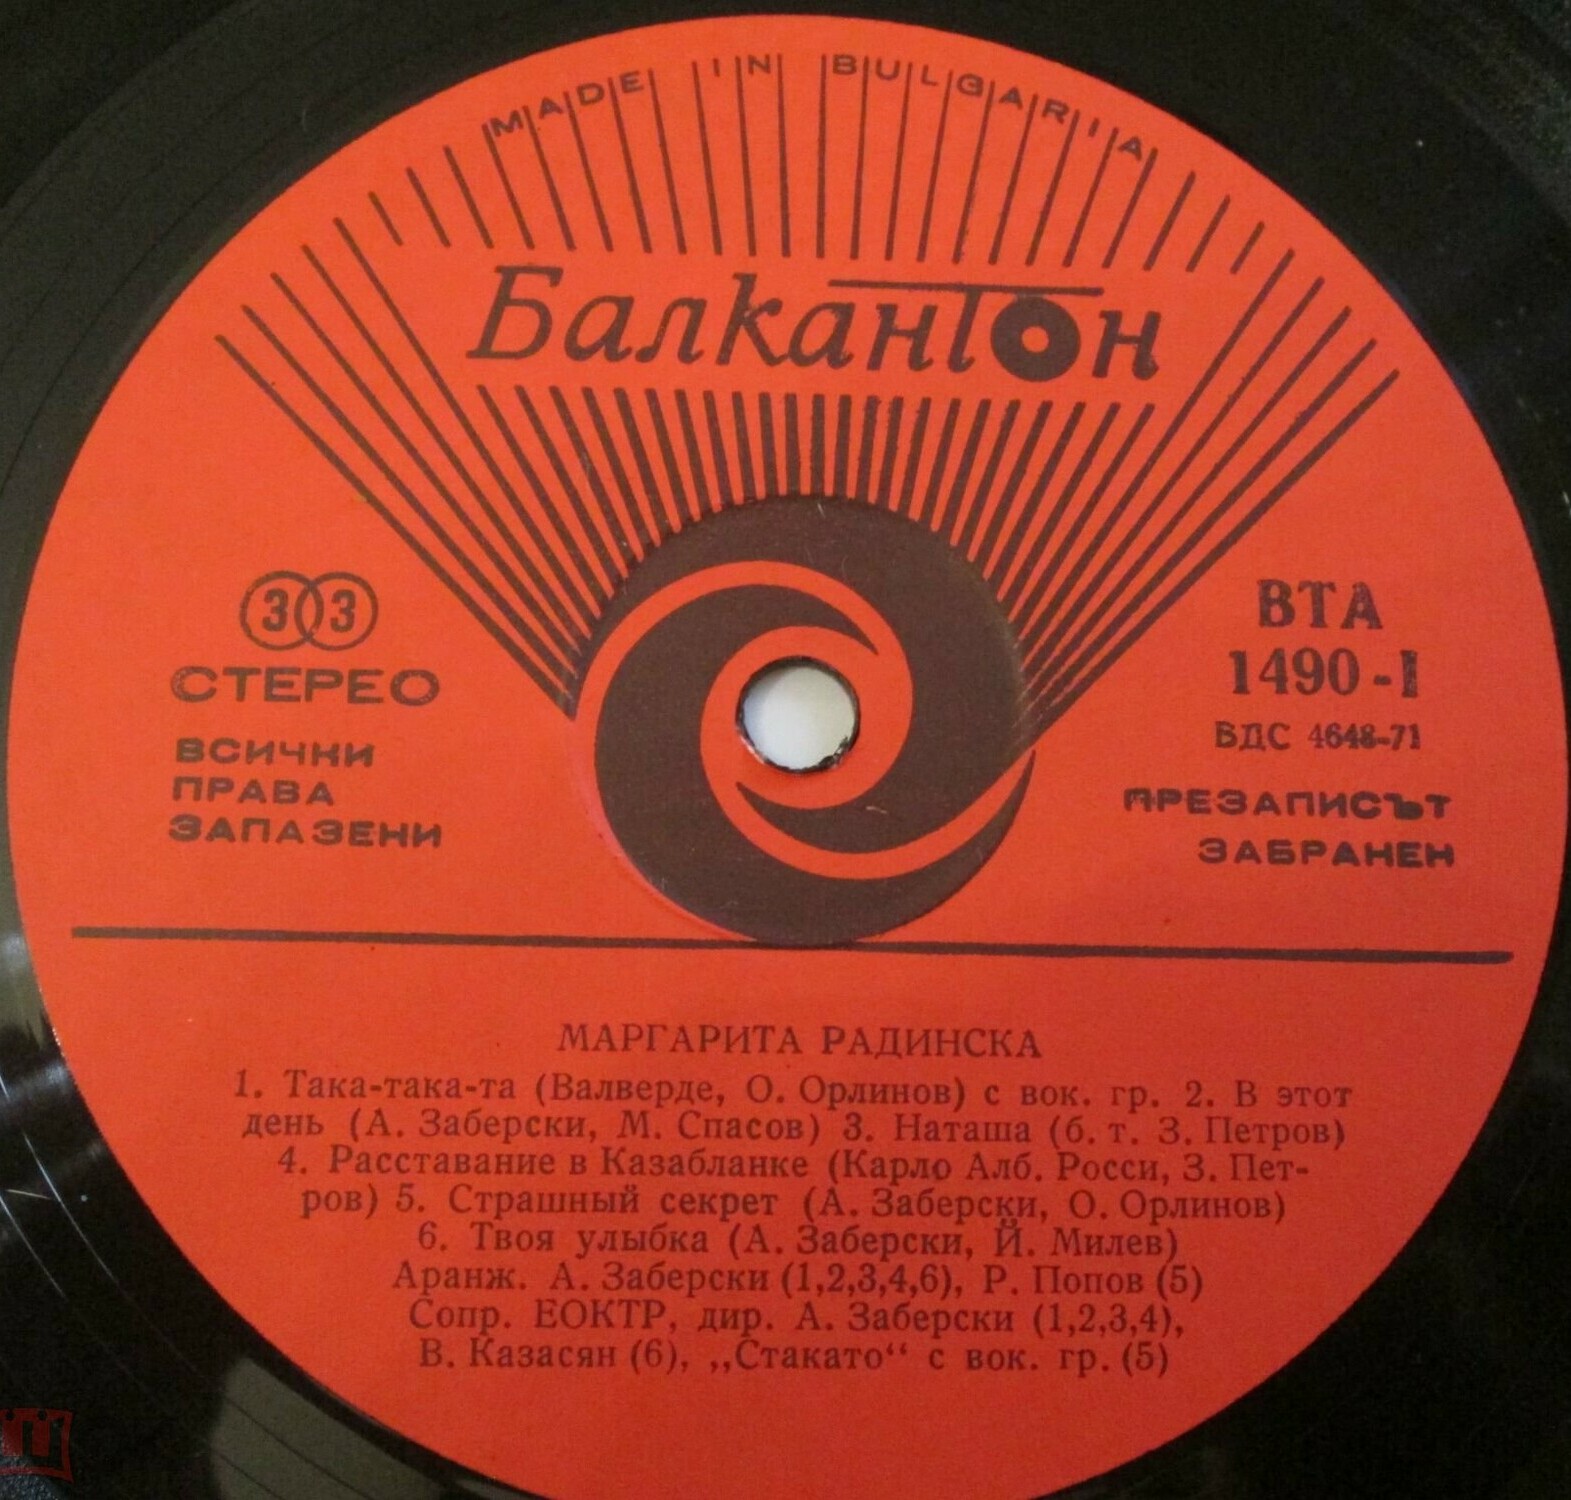 MADE IN BULGARIA
Балкантон
33
СТЕРЕО
ВСИЧКИ
ПРАВА
ЗАПАЗЕНИ
ВТА
1490-I
БДС 4648-71
ПРЕЗАПИСЪТ
ЗАБРАНЕН
МАРГАРИТА РАДИНСКА
1. Така-така-та (Валверде, О. Орлинов) с вок. гр. 2. В этот
день (А. Заберски, М. Спасов) 3. Наташа (б. т. З. Петров)
4. Расставание в Казабланке (Карло Алб. Росси, З. Пет-
ров) 5. Страшный секрет (А. Заберски, О. Орлинов)
6. Твоя улыбка (А. Заберски, Й. Милев)
Аранж. А. Заберски (1,2,3,4,6), Р. Попов (5)
Сопр. ЕОКТР, дир. А. Заберски (1,2,3,4),
В. Казасян (6), „Стакато“ с вок. гр. (5)